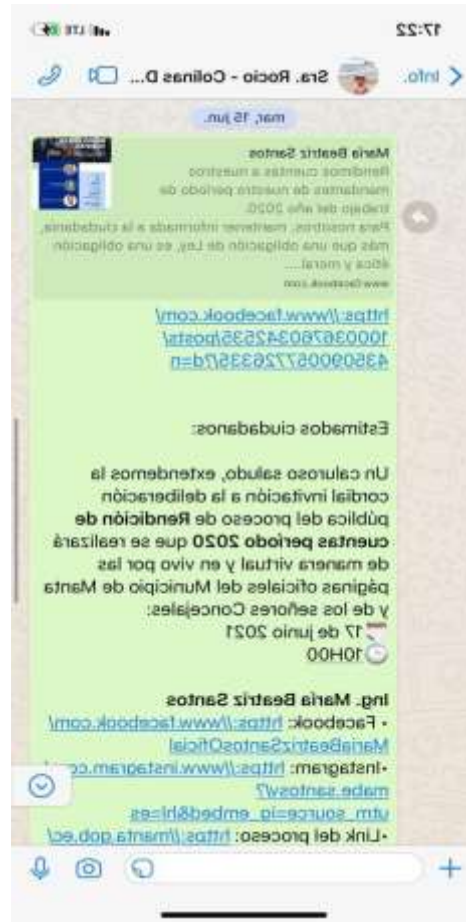 17:22
LTE
Info.
Sra. Rocio - Colinas D...
mar, 15 jun.
María Beatriz Santos
Rendimos cuentas a nuestros
mandantes de nuestro periodo de
trabajo del año 2020.
Para nosotros, mantener informada a la ciudadanía,
más que una obligación de Ley, es una obligación
ética y moral....
www.facebook.com
https://www.facebook.com/
100036760342535/posts/
435090057726335/?d=n
Estimados ciudadanos:
Un caluroso saludo, extendemos la
cordial invitación a la deliberación
pública del proceso de Rendición de
cuentas periodo 2020 que se realizará
de manera virtual y en vivo por las
páginas oficiales del Municipio de Manta
y de los señores Concejales:
17 de junio 2021
10H00
Ing. María Beatriz Santos
• Facebook: https://www.facebook.com/
MariaBeatrizSantosOficial
•Instagram: https://www.instagram.co
mabe.santosv/?
utm_source=ig_embed&hl=es
•Link del proceso: https://manta.gob.ec/